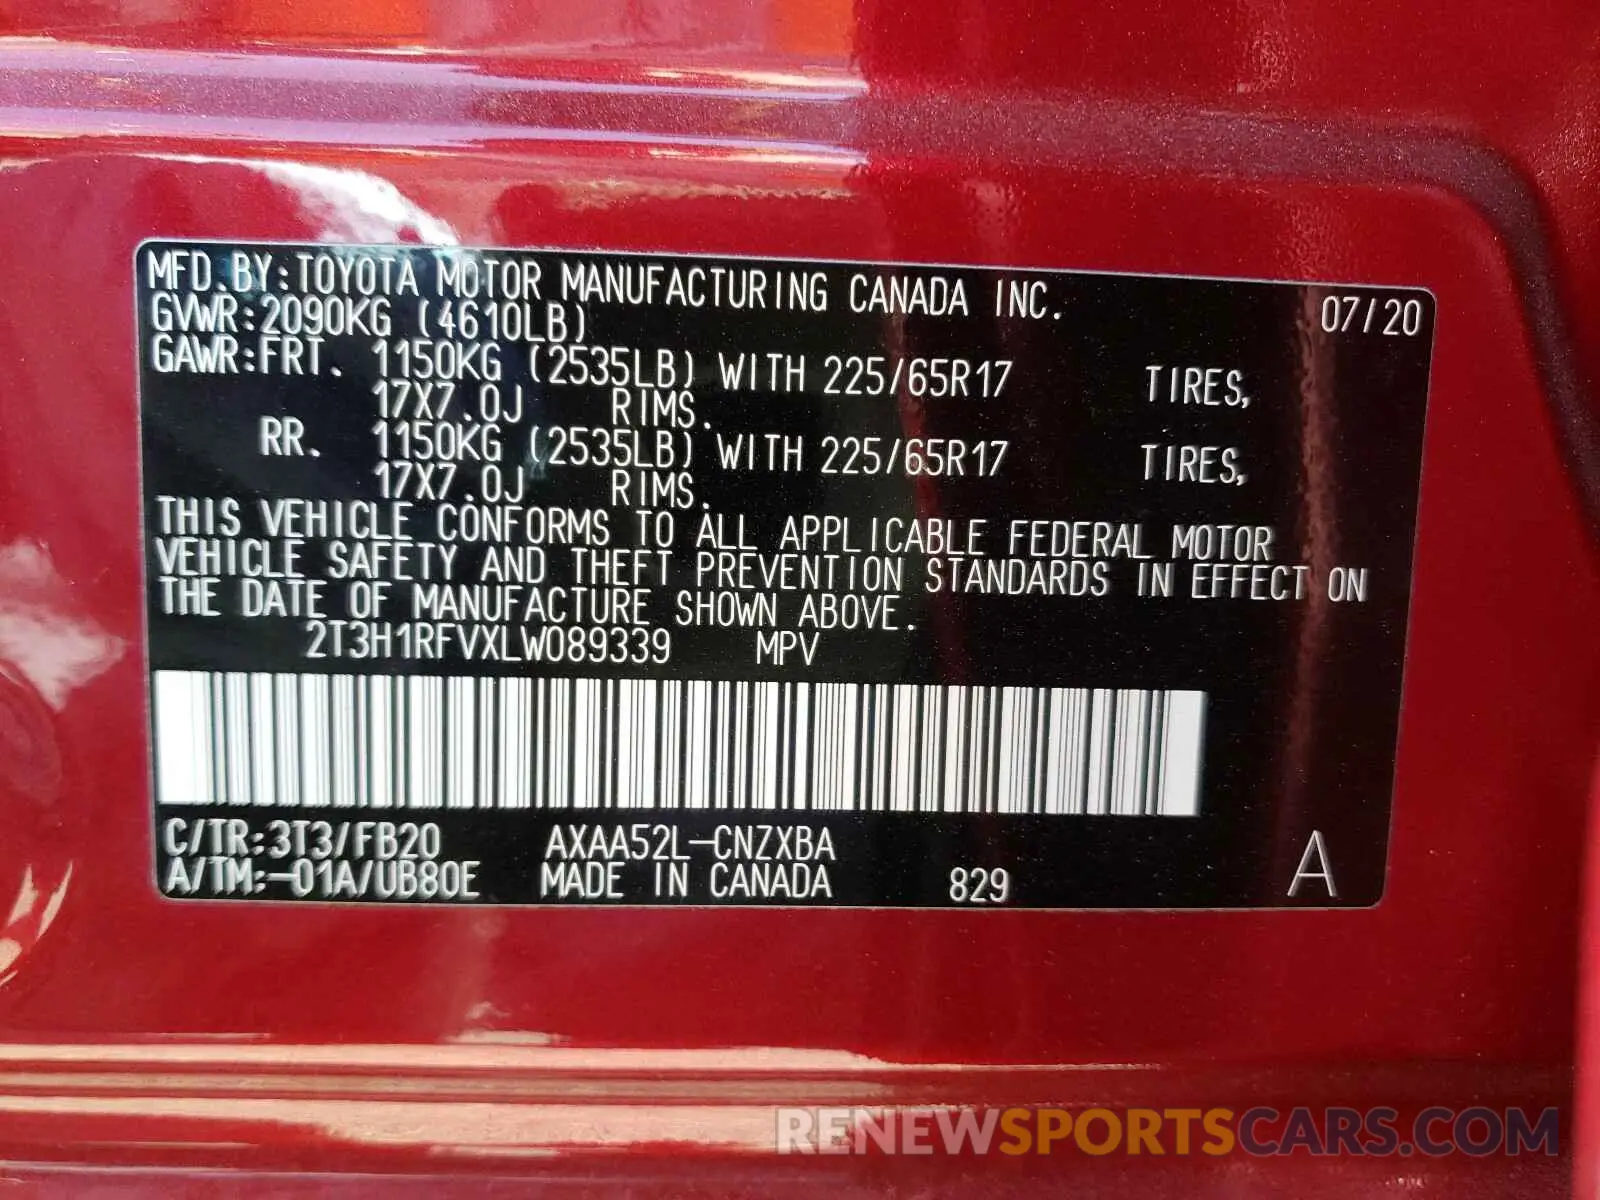 MFD.BY:TOYOTA MOTOR MANUFACTURING CANADA INC. 07/20
GVWR:2090KG (4610LB)
GAWR:FRT. 1150KG (2535LB) WITH 225/65R17 TIRES,
17X7.0J RIMS.
RR. 1150KG (2535LB) WITH 225/65R17 TIRES,
17X7.0J RIMS.
THIS VEHICLE CONFORMS TO ALL APPLICABLE FEDERAL MOTOR
VEHICLE SAFETY AND THEFT PREVENTION STANDARDS IN EFFECT ON
THE DATE OF MANUFACTURE SHOWN ABOVE.
2T3H1RFVXLW089339 MPV
C/TR:3T3/FB20 AXAA52L-CNZXBA
A/TM:-01A/UB80E MADE IN CANADA 829 A
RENEWSPORTSCARS.COM